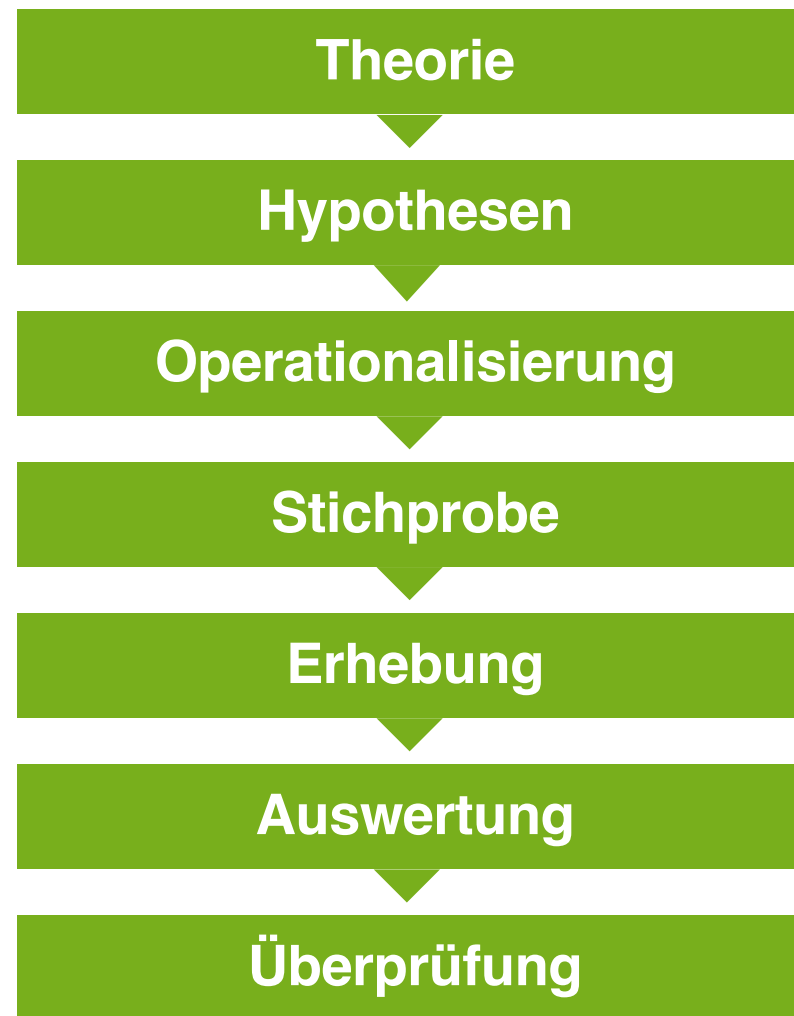 Theorie
Hypothesen
Operationalisierung
Stichprobe
Erhebung
Auswertung
Überprüfung